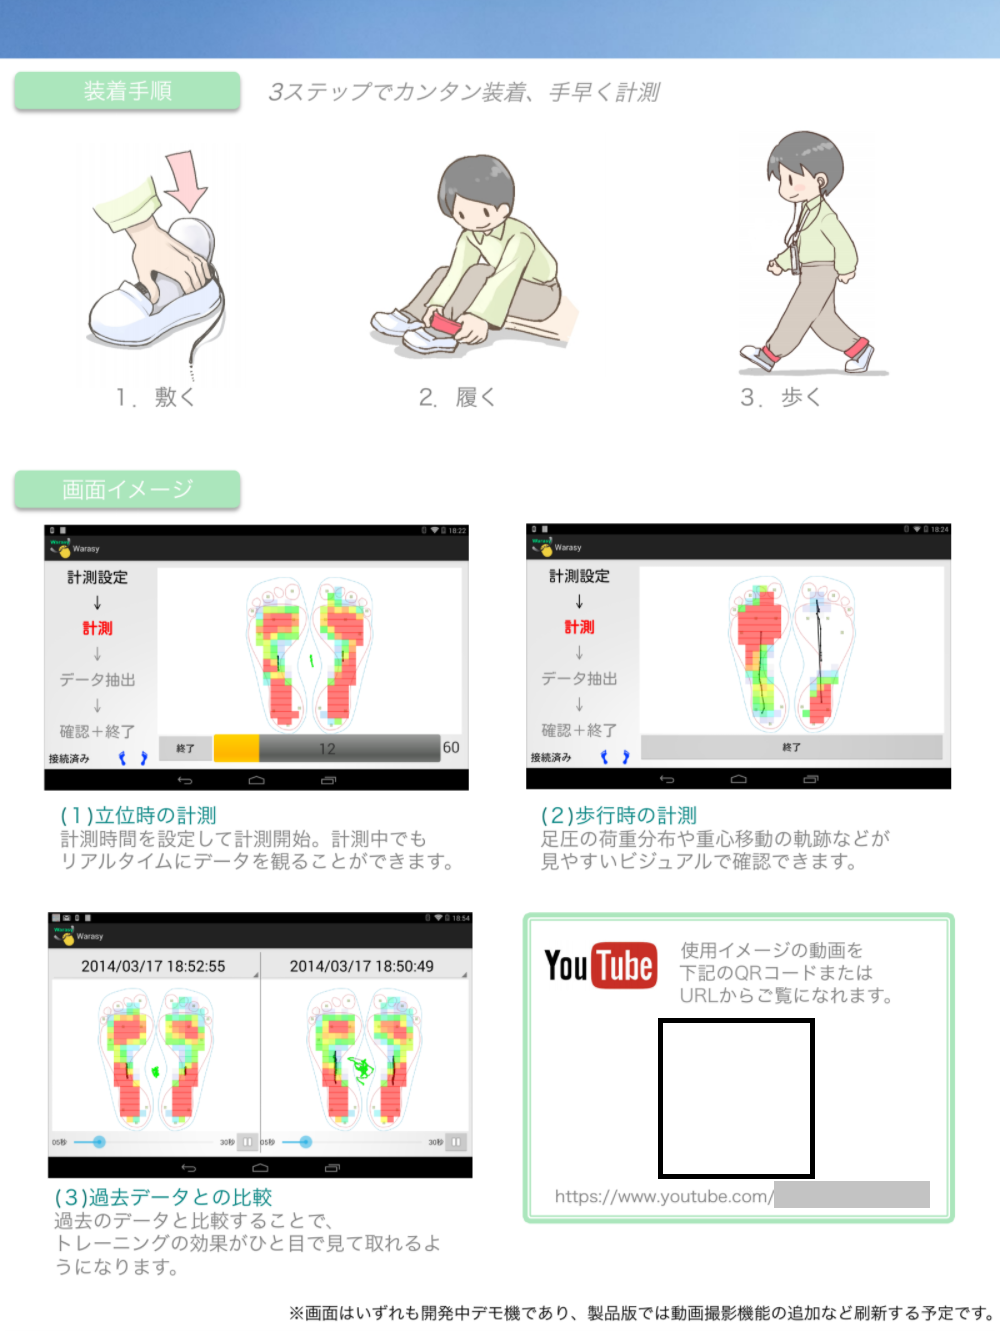 装着手順
3ステップでカンタン装着、手早く計測
1．敷く
2．履く
3．歩く
画面イメージ
18:22
Warasy
計測設定
↓
計測
↓
データ抽出
↓
確認＋終了
接続済み
終了
12
60
18:24
Warasy
計測設定
↓
計測
↓
データ抽出
↓
確認＋終了
接続済み
終了
(1)立位時の計測
計測時間を設定して計測開始。計測中でも
リアルタイムにデータを観ることができます。
(2)歩行時の計測
足圧の荷重分布や重心移動の軌跡などが
見やすいビジュアルで確認できます。
18:54
Warasy
2014/03/17 18:52:55
2014/03/17 18:50:49
05秒
30秒
05秒
30秒
(3)過去データとの比較
過去のデータと比較することで、
トレーニングの効果がひと目で見て取れるよ
うになります。
YouTube
使用イメージの動画を
下記のQRコードまたは
URLからご覧になれます。
https://www.youtube.com/
※画面はいずれも開発中デモ機であり、製品版では動画撮影機能の追加など刷新する予定です。